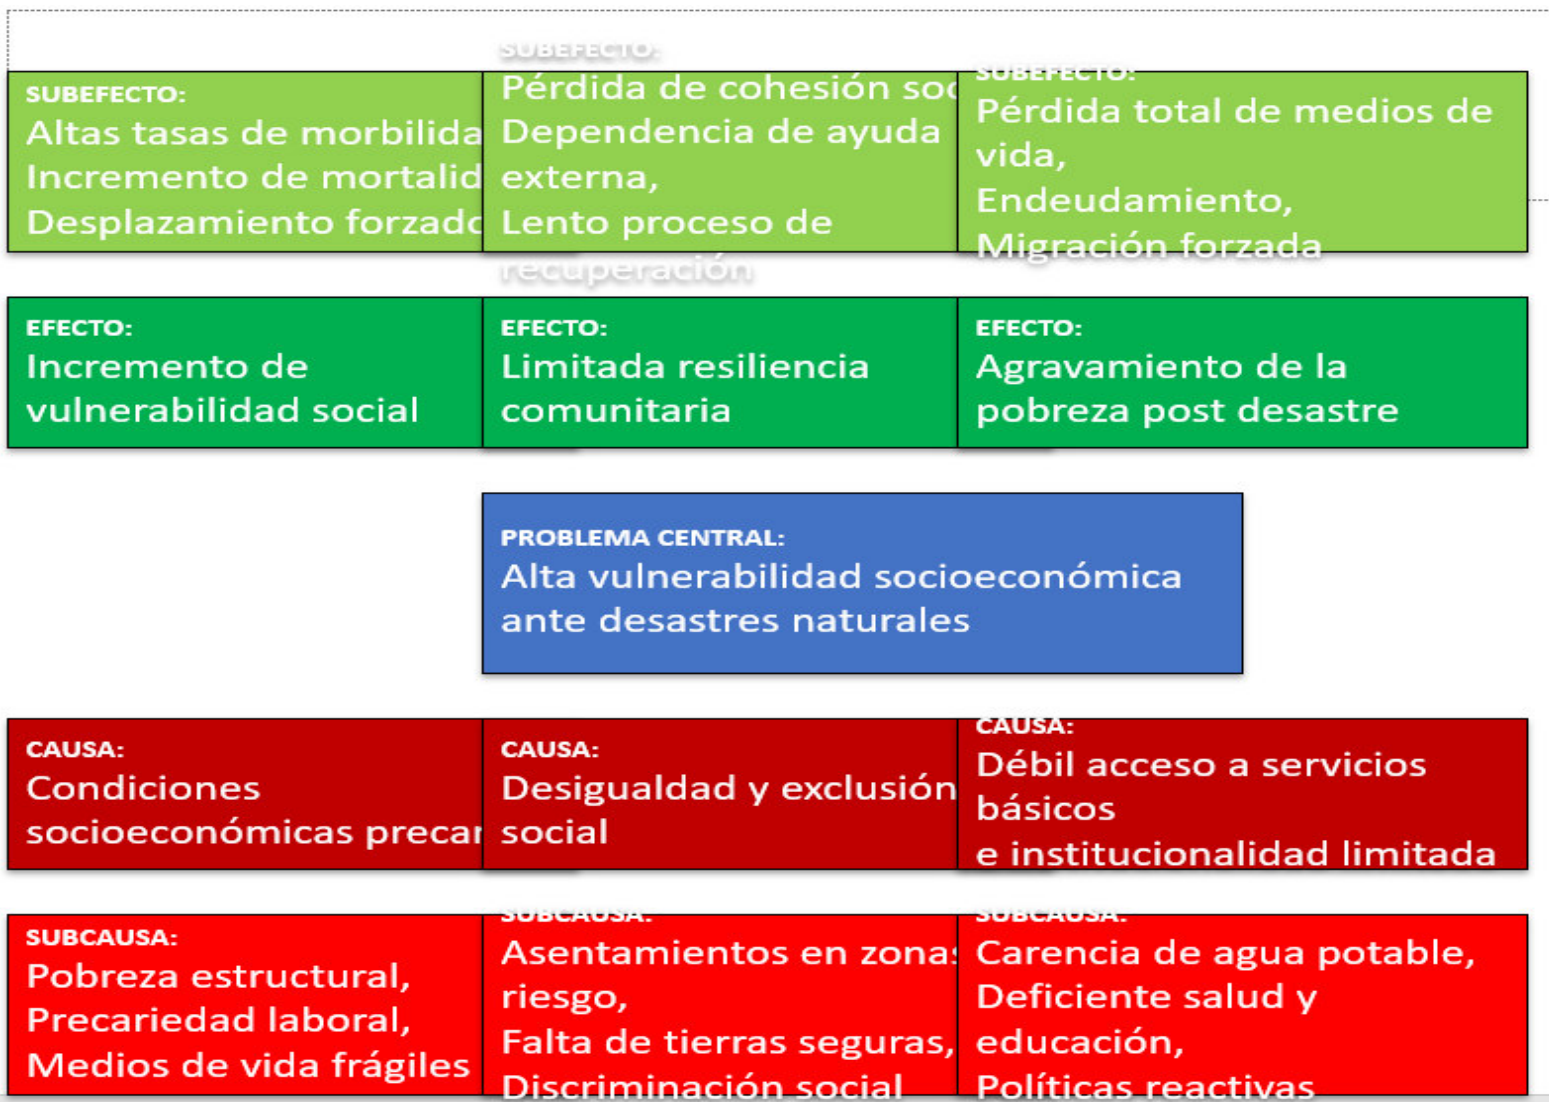 SUBEFECTO:
Altas tasas de morbilida
Incremento de mortalid
Desplazamiento forzado
SUBEFECTO:
Pérdida de cohesión soc
Dependencia de ayuda
externa,
Lento proceso de
recuperación
SUBEFECTO:
Pérdida total de medios de
vida,
Endeudamiento,
Migración forzada
EFECTO:
Incremento de
vulnerabilidad social
EFECTO:
Limitada resiliencia
comunitaria
EFECTO:
Agravamiento de la
pobreza post desastre
PROBLEMA CENTRAL:
Alta vulnerabilidad socioeconómica
ante desastres naturales
CAUSA:
Condiciones
socioeconómicas precar
CAUSA:
Desigualdad y exclusión
social
CAUSA:
Débil acceso a servicios
básicos
e institucionalidad limitada
SUBCAUSA:
Pobreza estructural,
Precariedad laboral,
Medios de vida frágiles
SUBCAUSA:
Asentamientos en zonas
riesgo,
Falta de tierras seguras,
Discriminación social
SUBCAUSA:
Carencia de agua potable,
Deficiente salud y
educación,
Políticas reactivas